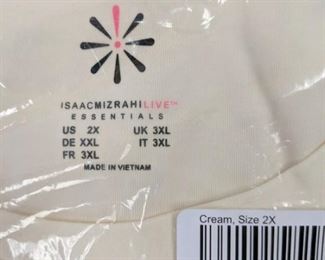 ISAACMIZRAHILIVE™
ESSENTIALS
US 2X UK 3XL
DE XXL IT 3XL
FR 3XL
MADE IN VIETNAM
Cream, Size 2X